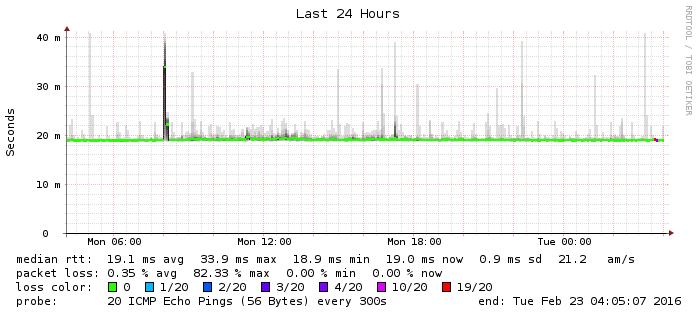 Last 24 Hours
RRDTOOL / TOBI OETIKER
Seconds
40 m
30 m
20 m
10 m
0
Mon 06:00 Mon 12:00 Mon 18:00 Tue 00:00
median rtt: 19.1 ms avg 33.9 ms max 18.9 ms min 19.0 ms now 0.9 ms sd 21.2 am/s
packet loss: 0.35 % avg 82.33 % max 0.00 % min 0.00 % now
loss color: 0 1/20 2/20 3/20 4/20 10/20 19/20
probe: 20 ICMP Echo Pings (56 Bytes) every 300s end: Tue Feb 23 04:05:07 2016